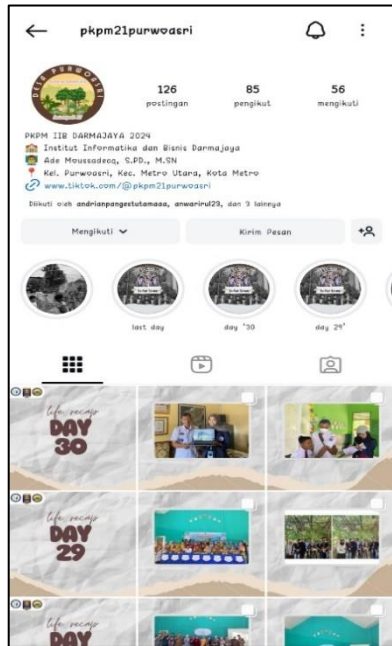 pkpm21purwoasri
DESA PURWOASRI
126
85
56
postingan
pengikut
mengikuti
PKPM IIB DARMAJAYA 2024
Institut Informatika dan Bisnis Darmajaya
Ade Moussadecq, S.PD., M.SN
Kel. Purwoasri, Kec. Metro Utara, Kota Metro
www.tiktok.com/@pkpm21purwoasri
Diikuti oleh andrianpangestutamaaa, anwarirul23, dan 3 lainnya
Mengikuti
Kirim Pesan
last day
day "30
day 29"
life recap
DAY
30
life recap
DAY
29
life recap
DAY